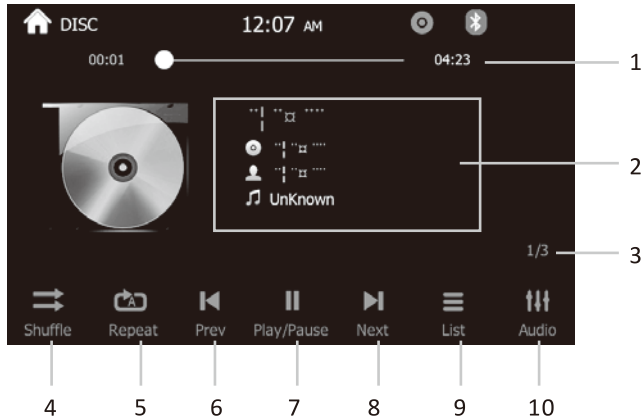 DISC 12:07 AM
00:01 04:23 1
2
UnKnown
1/3 3
Shuffle Repeat Prev Play/Pause Next List Audio
4 5 6 7 8 9 10